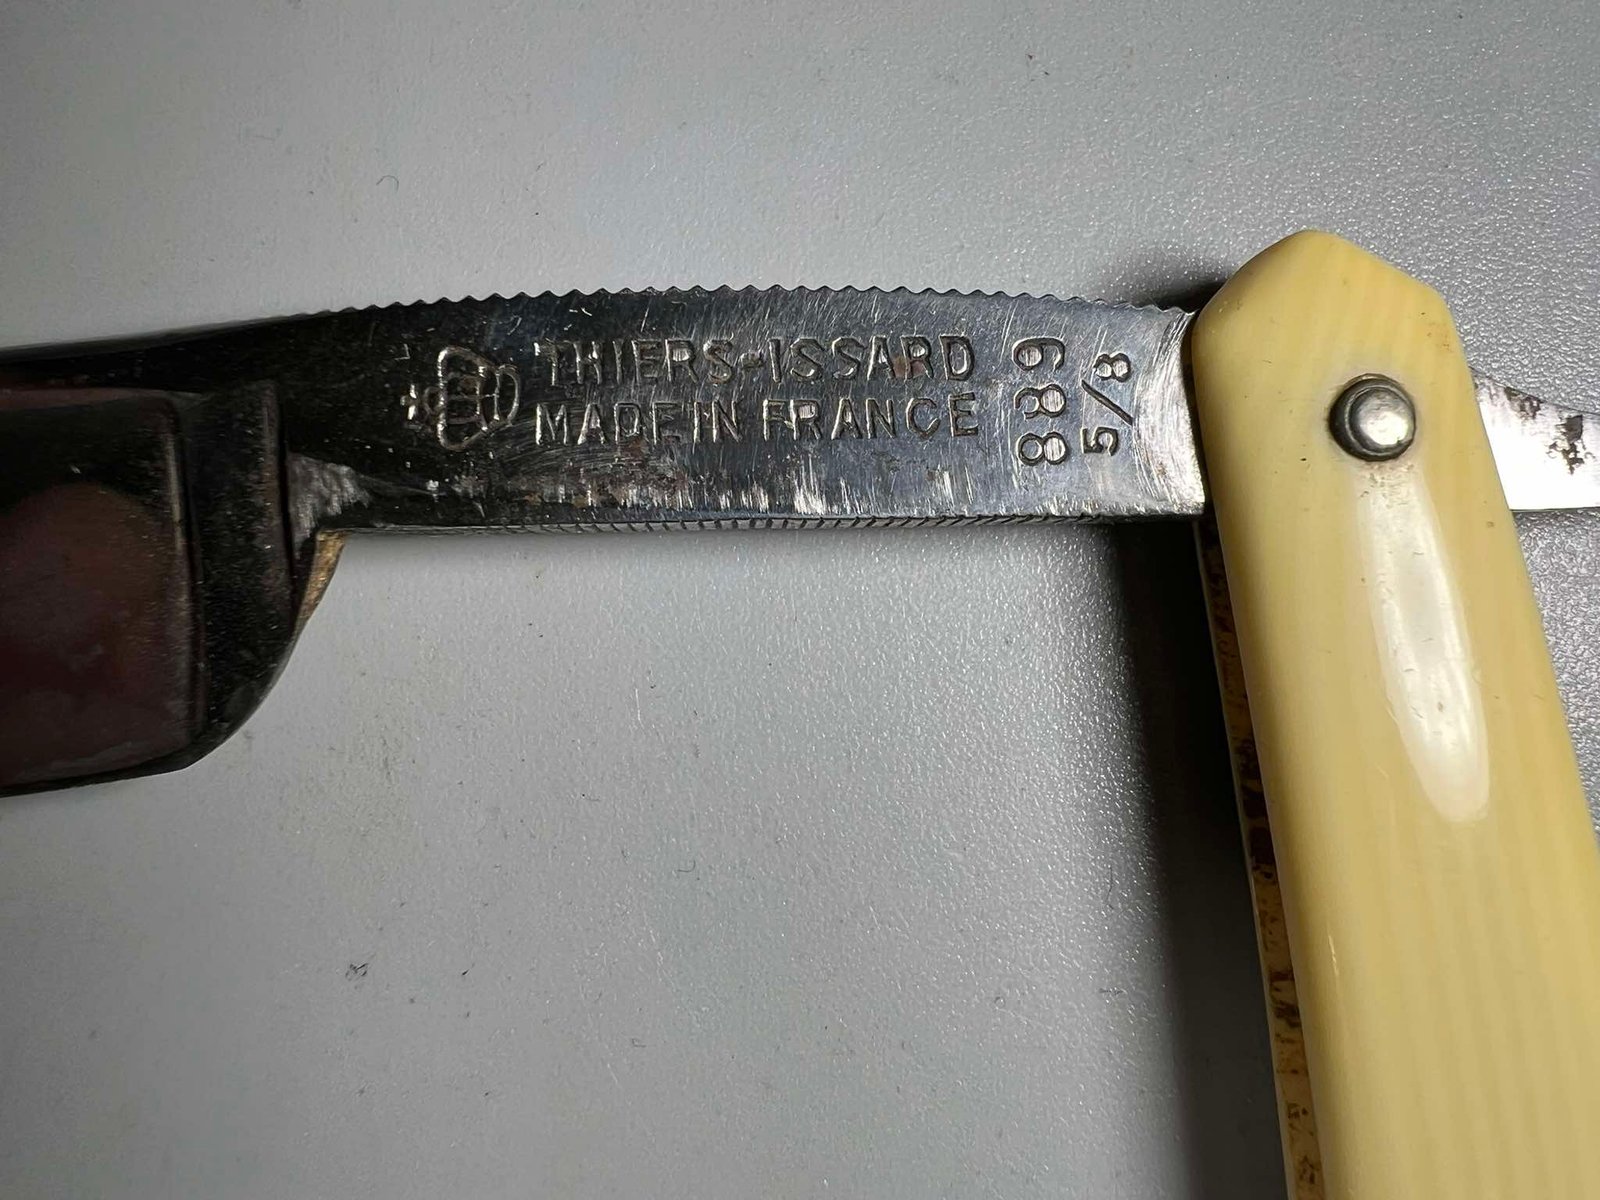 THIERS-ISSARD
MADE IN FRANCE
889
5/8